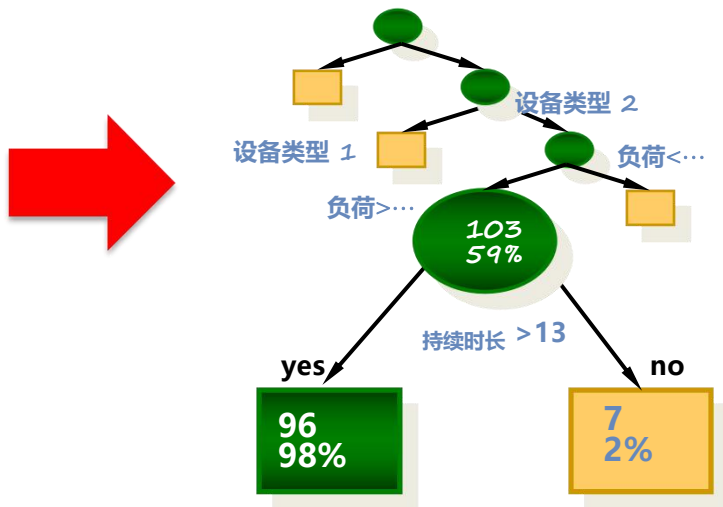 设备类型 2
设备类型 1
负荷<…
负荷>…
103
59%
持续时长 >13
yes
no
96
98%
7
2%